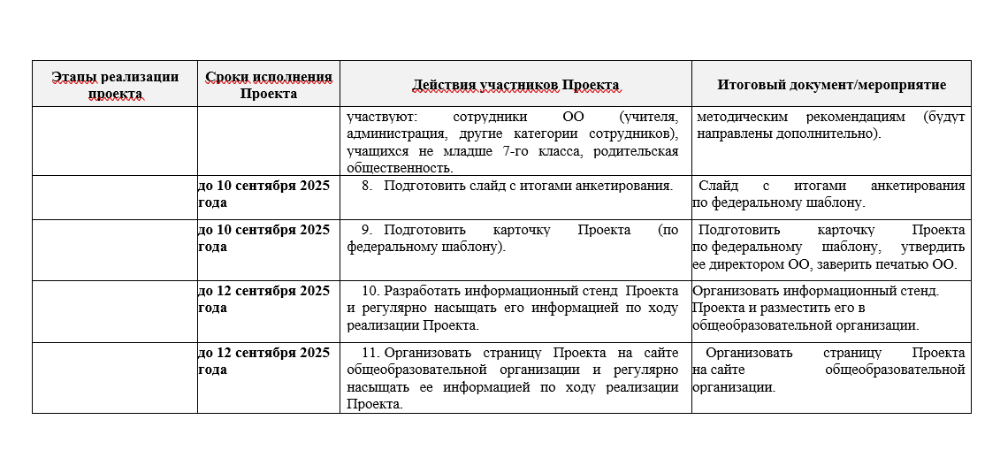 Этапы реализации
проекта
Сроки исполнения
Проекта
Действия участников Проекта
Итоговый документ/мероприятие
участвуют: сотрудники ОО (учителя,
администрация, другие категории сотрудников),
учащихся не младше 7-го класса, родительская
общественность.
методическим рекомендациям (будут
направлены дополнительно).
до 10 сентября 2025
года
8. Подготовить слайд с итогами анкетирования.
Слайд с итогами анкетирования
по федеральному шаблону.
до 10 сентября 2025
года
9. Подготовить карточку Проекта (по
федеральному шаблону).
Подготовить карточку Проекта
по федеральному шаблону, утвердить
ее директором ОО, заверить печатью ОО.
до 12 сентября 2025
года
10. Разработать информационный стенд Проекта
и регулярно насыщать его информацией по ходу
реализации Проекта.
Организовать информационный стенд.
Проекта и разместить его в
общеобразовательной организации.
до 12 сентября 2025
года
11. Организовать страницу Проекта на сайте
общеобразовательной организации и регулярно
насыщать ее информацией по ходу реализации
Проекта.
Организовать страницу Проекта
на сайте общеобразовательной
организации.